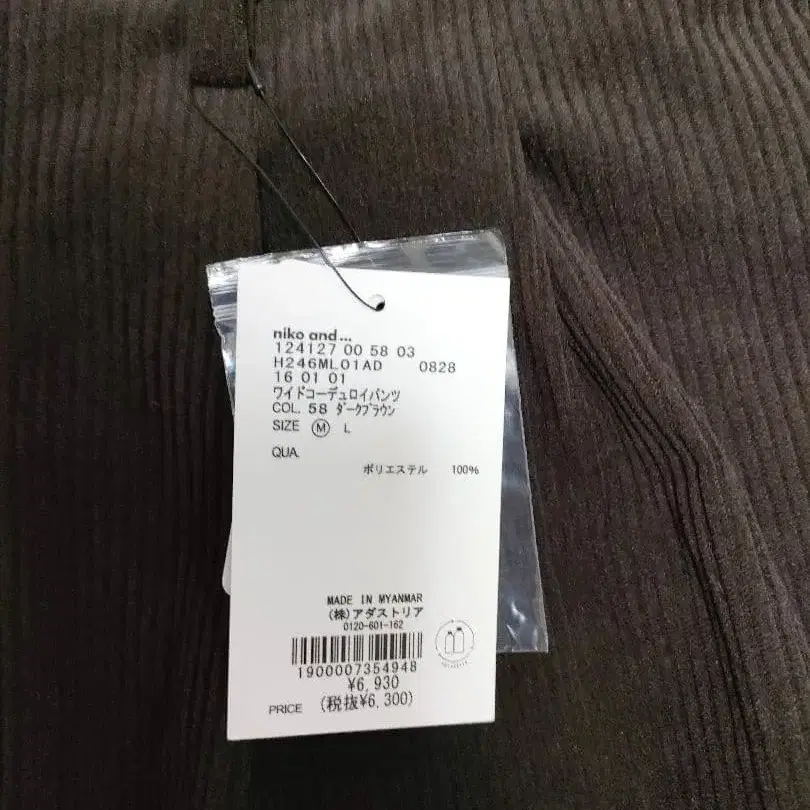 niko and...
124127 00 58 03
H246ML01AD 0828
16 01 01
ワイドコーデュロイパンツ
COL. 58 ダークブラウン
SIZE Ⓜ L
QUA.
ポリエステル 100%
MADE IN MYANMAR
(株)アダストリア
0120-601-162
1900007354948
¥6,930
PRICE (税抜¥6,300)